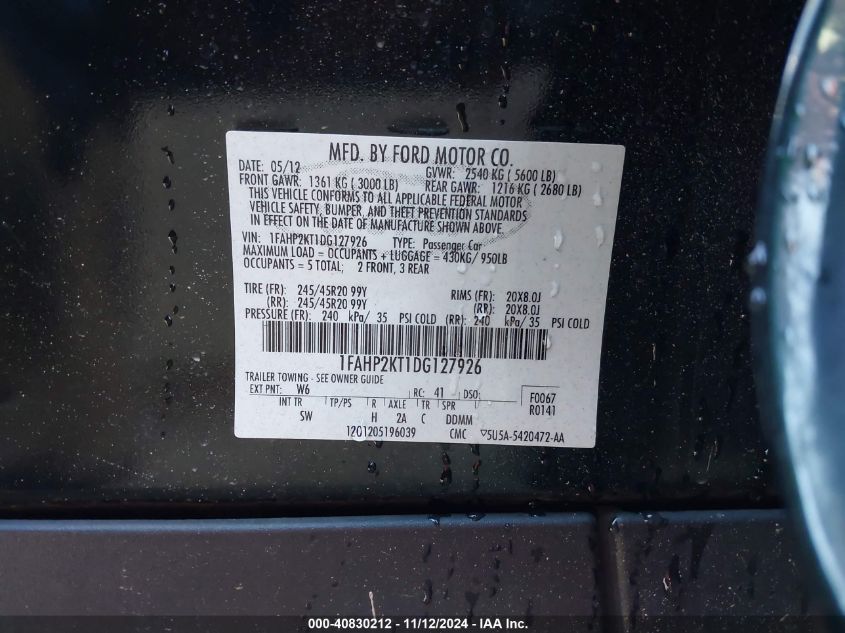 MFD. BY FORD MOTOR CO.
DATE: 05/12 GVWR: 2540 KG ( 5600 LB)
FRONT GAWR: 1361 KG ( 3000 LB) REAR GAWR: 1216 KG ( 2680 LB)
THIS VEHICLE CONFORMS TO ALL APPLICABLE FEDERAL MOTOR
VEHICLE SAFETY, BUMPER, AND THEFT PREVENTION STANDARDS
IN EFFECT ON THE DATE OF MANUFACTURE SHOWN ABOVE.
VIN: 1FAHP2KT1DG127926 TYPE: Passenger Car
MAXIMUM LOAD = OCCUPANTS + LUGGAGE = 430KG/ 950LB
OCCUPANTS = 5 TOTAL; 2 FRONT, 3 REAR
TIRE (FR): 245/45R20 99Y RIMS (FR): 20X8.0J
(RR): 245/45R20 99Y (RR): 20X8.0J
PRESSURE (FR): 240 kPa/ 35 PSI COLD (RR): 240 kPa/ 35 PSI COLD
1FAHP2KT1DG127926
TRAILER TOWING - SEE OWNER GUIDE
EXT PNT: W6 RC: 41 DSO: F0067
INT TR TP/PS R AXLE TR SPR R0141
SW H 2A C DDMM
1201205196039 CMC ▽5U5A-5420472-AA
000-40830212 - 11/12/2024 - IAA Inc.